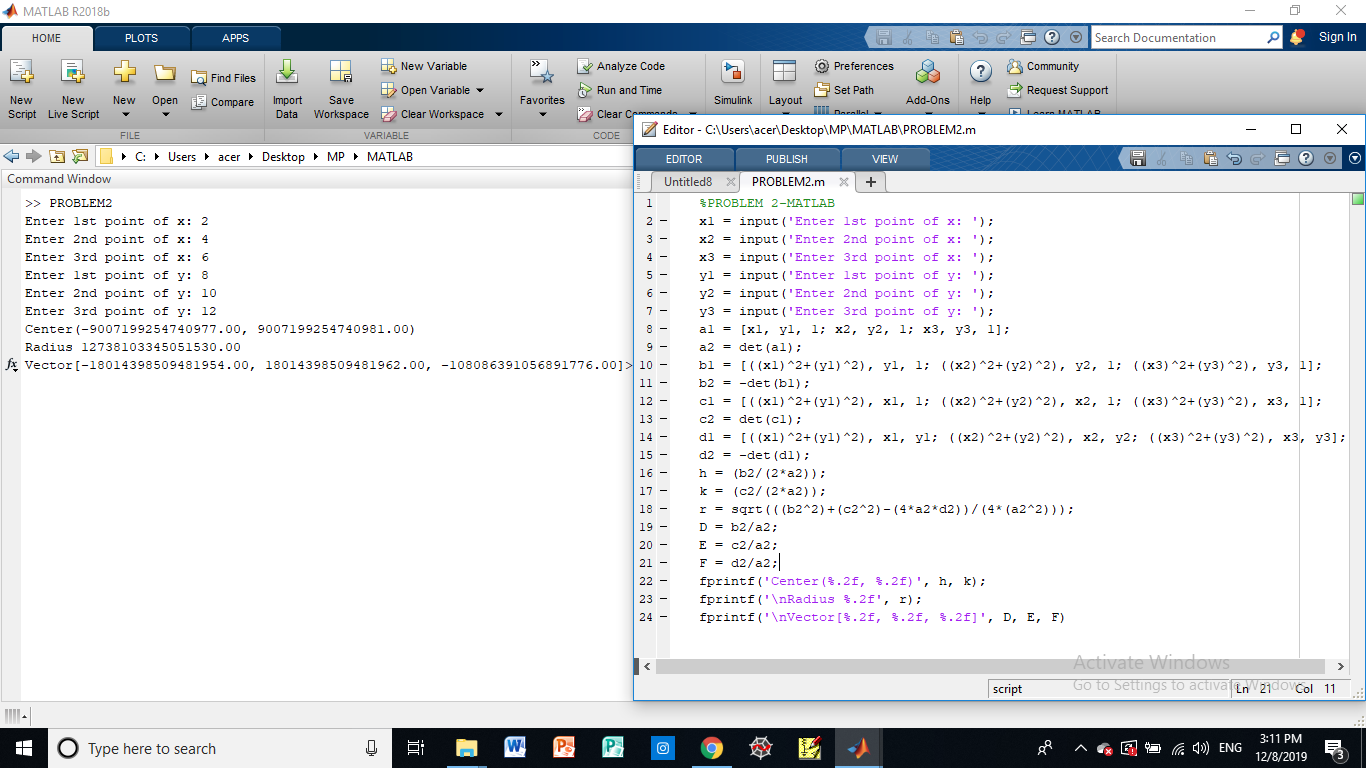 MATLAB R2018b
HOME PLOTS APPS Search Documentation Sign In
New Script New Live Script New Open Find Files Compare Import Data Save Workspace New Variable Open Variable Clear Workspace Favorites Analyze Code Run and Time Clear Commands Simulink Layout Preferences Set Path Parallel Add-Ons Help Community Request Support Learn MATLAB
FILE VARIABLE CODE
C: Users acer Desktop MP MATLAB
Command Window
>> PROBLEM2
Enter 1st point of x: 2
Enter 2nd point of x: 4
Enter 3rd point of x: 6
Enter 1st point of y: 8
Enter 2nd point of y: 10
Enter 3rd point of y: 12
Center(-9007199254740977.00, 9007199254740981.00)
Radius 12738103345051530.00
fx Vector[-18014398509481954.00, 18014398509481962.00, -108086391056891776.00]>
Editor - C:\Users\acer\Desktop\MP\MATLAB\PROBLEM2.m
EDITOR PUBLISH VIEW
Untitled8 PROBLEM2.m
1 %PROBLEM 2-MATLAB
2 x1 = input('Enter 1st point of x: ');
3 x2 = input('Enter 2nd point of x: ');
4 x3 = input('Enter 3rd point of x: ');
5 y1 = input('Enter 1st point of y: ');
6 y2 = input('Enter 2nd point of y: ');
7 y3 = input('Enter 3rd point of y: ');
8 a1 = [x1, y1, 1; x2, y2, 1; x3, y3, 1];
9 a2 = det(a1);
10 b1 = [((x1)^2+(y1)^2), y1, 1; ((x2)^2+(y2)^2), y2, 1; ((x3)^2+(y3)^2), y3, 1];
11 b2 = -det(b1);
12 c1 = [((x1)^2+(y1)^2), x1, 1; ((x2)^2+(y2)^2), x2, 1; ((x3)^2+(y3)^2), x3, 1];
13 c2 = det(c1);
14 d1 = [((x1)^2+(y1)^2), x1, y1; ((x2)^2+(y2)^2), x2, y2; ((x3)^2+(y3)^2), x3, y3];
15 d2 = -det(d1);
16 h = (b2/(2*a2));
17 k = (c2/(2*a2));
18 r = sqrt(((b2^2)+(c2^2)-(4*a2*d2))/(4*(a2^2)));
19 D = b2/a2;
20 E = c2/a2;
21 F = d2/a2;
22 fprintf('Center(%.2f, %.2f)', h, k);
23 fprintf('\nRadius %.2f', r);
24 fprintf('\nVector[%.2f, %.2f, %.2f]', D, E, F)
Activate Windows
Go to Settings to activate Windows.
script Ln 21 Col 11
Type here to search
ENG 3:11 PM
12/8/2019 3